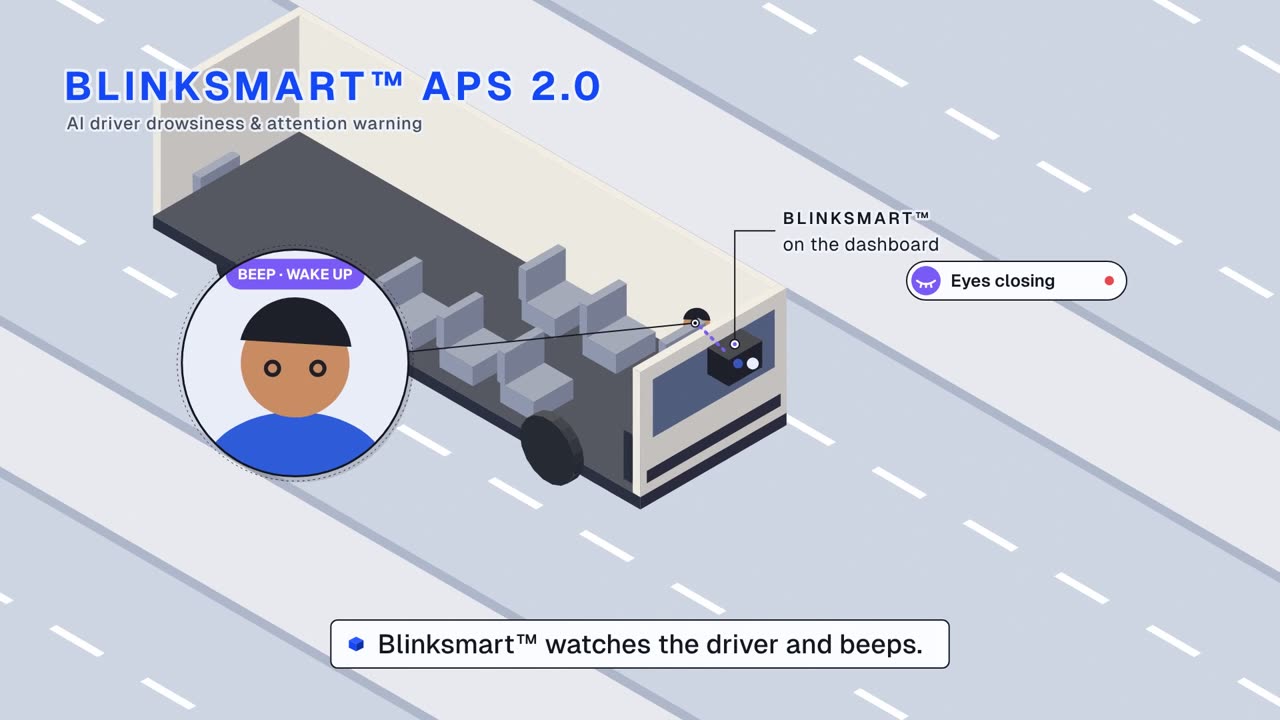 BLINKSMART™ APS 2.0
AI driver drowsiness & attention warning
BLINKSMART™
on the dashboard
Eyes closing
BEEP · WAKE UP
Blinksmart™ watches the driver and beeps.